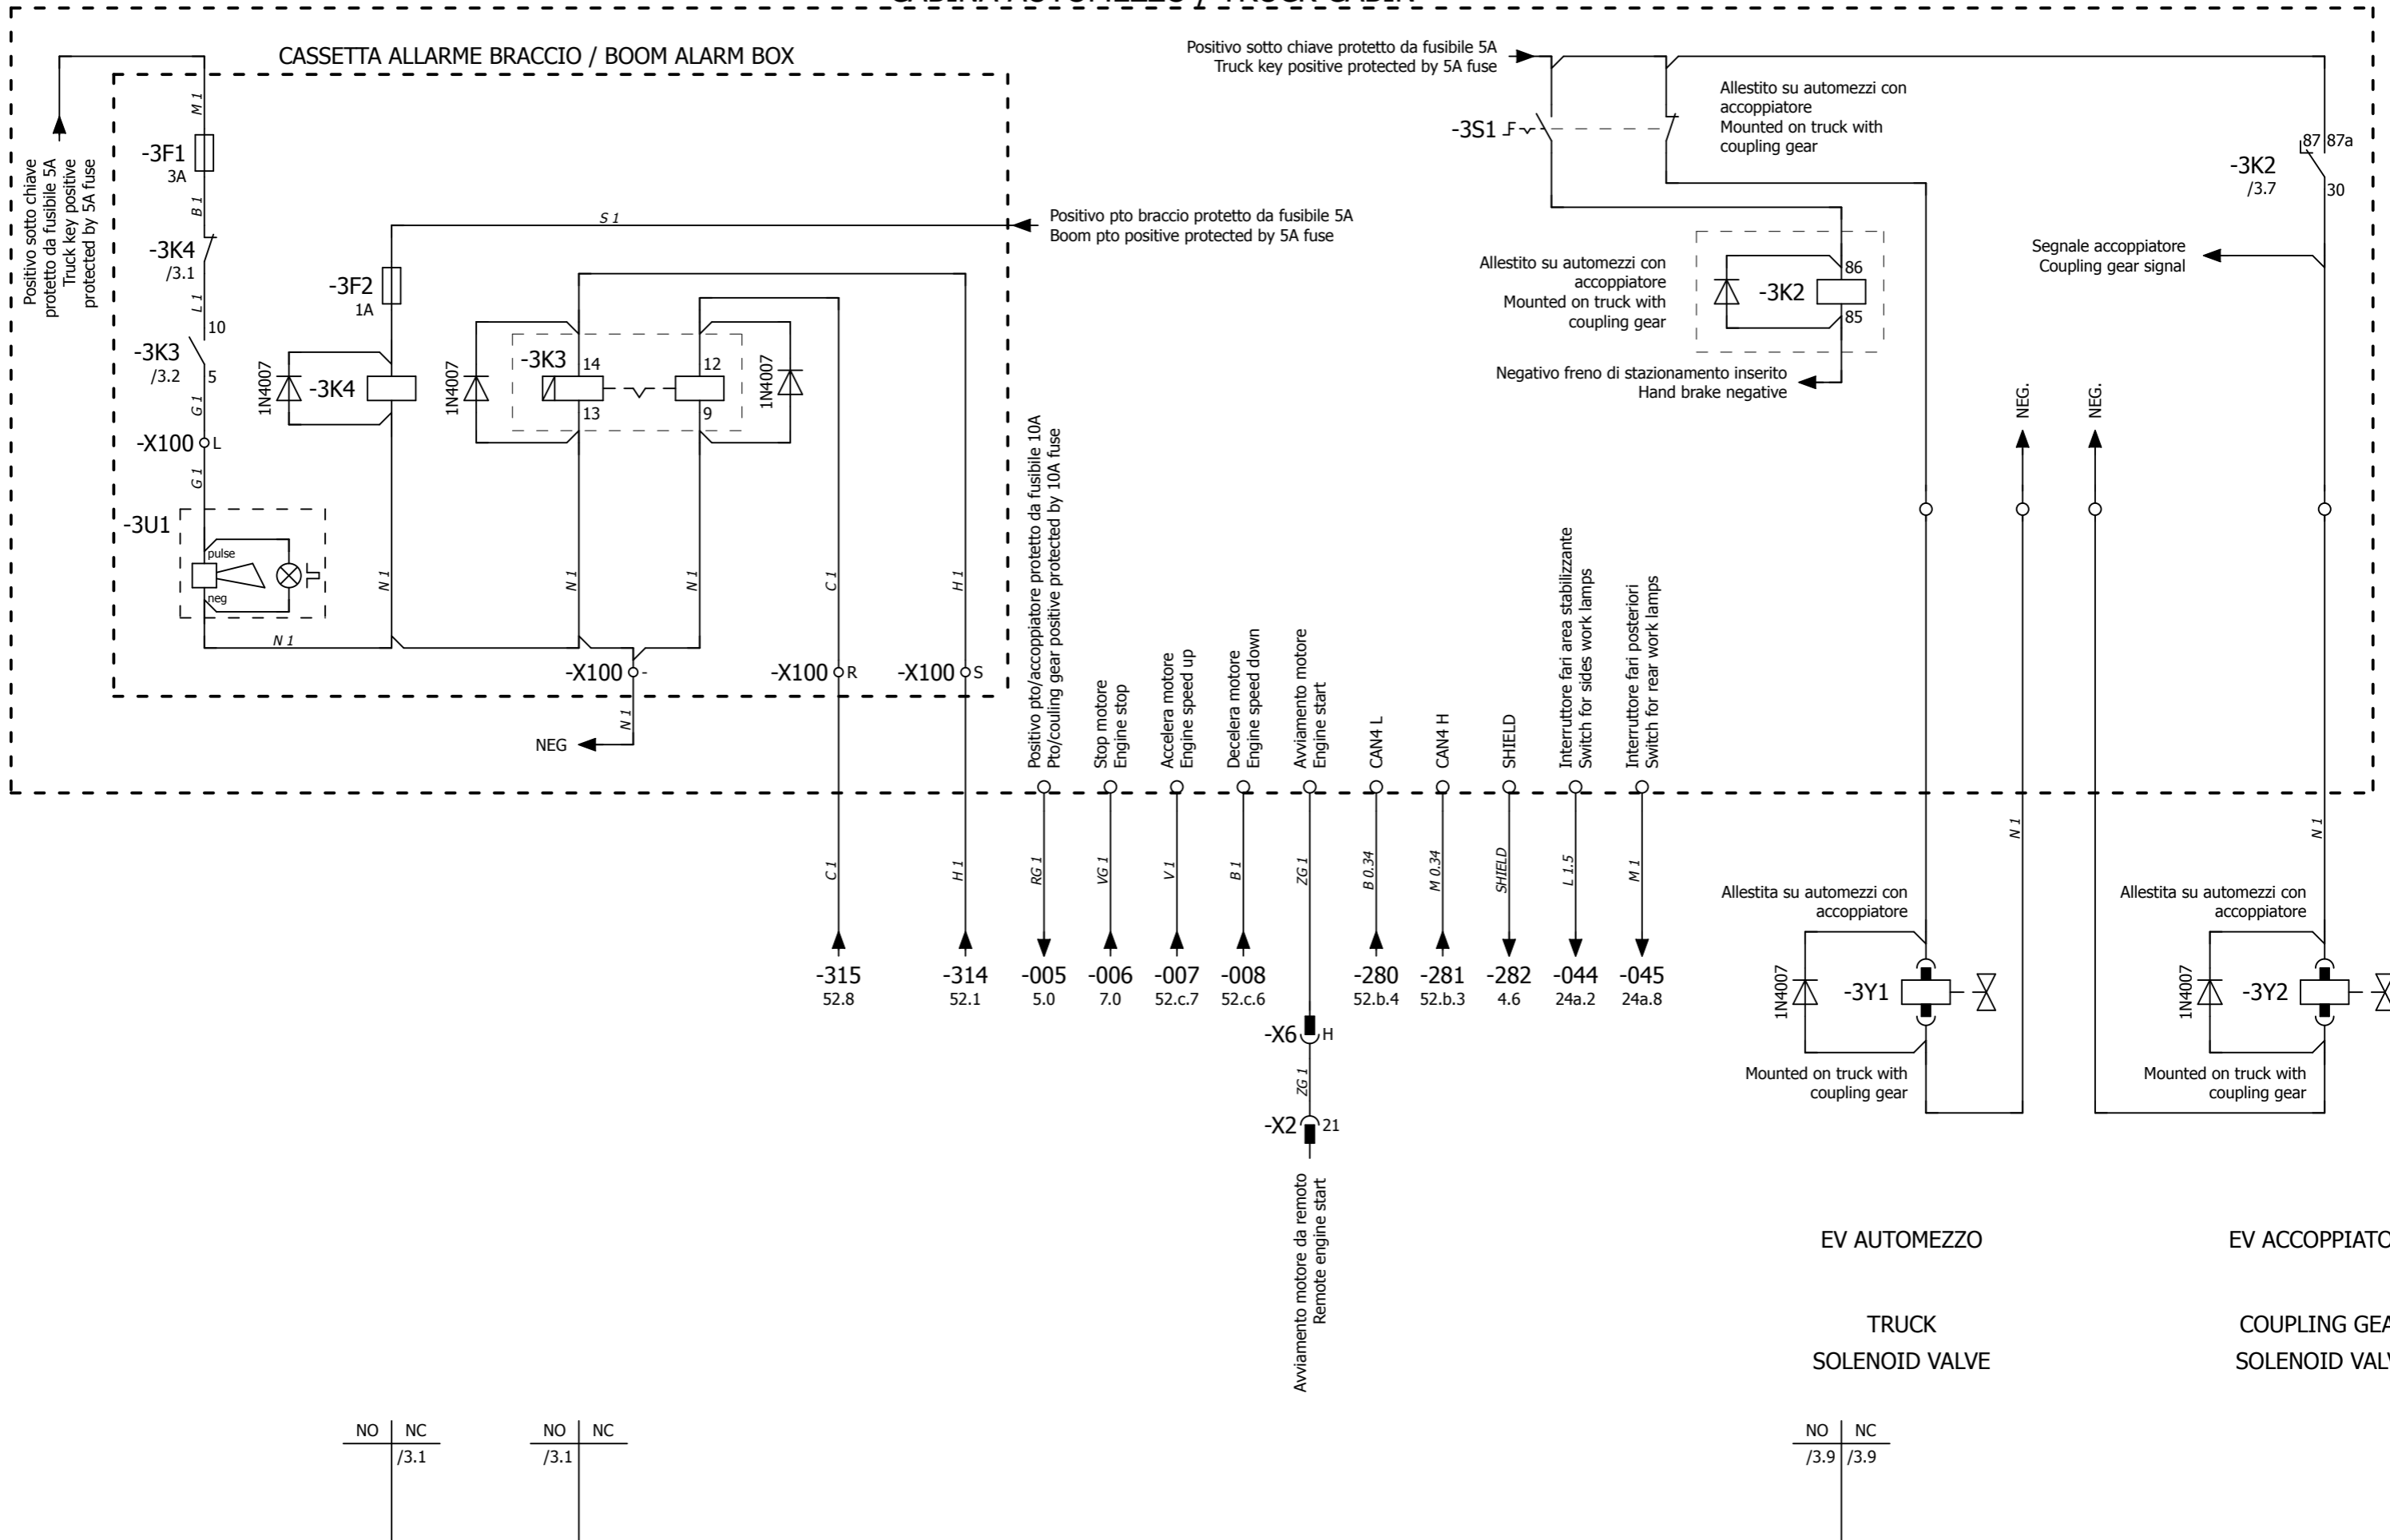 CABINA AUTOMEZZO / TRUCK CABIN
CASSETTA ALLARME BRACCIO / BOOM ALARM BOX
Positivo sotto chiave
protetto da fusibile 5A
Truck key positive
protected by 5A fuse
M 1
-3F1
3A
B 1
-3K4
/3.1
L 1
10
-3K3
/3.2
5
G 1
-X100
L
G 1
-3U1
pulse
neg
N 1
S 1
Positivo pto braccio protetto da fusibile 5A
Boom pto positive protected by 5A fuse
-3F2
1A
1N4007
-3K4
N 1
1N4007
-3K3
14
13
12
9
1N4007
N 1
N 1
C 1
H 1
-X100
-
-X100
R
-X100
S
N 1
NEG
Positivo sotto chiave protetto da fusibile 5A
Truck key positive protected by 5A fuse
-3S1
Allestito su automezzi con
accoppiatore
Mounted on truck with
coupling gear
87
87a
-3K2
/3.7
30
Segnale accoppiatore
Coupling gear signal
Allestito su automezzi con
accoppiatore
Mounted on truck with
coupling gear
-3K2
86
85
Negativo freno di stazionamento inserito
Hand brake negative
NEG.
NEG.
Positivo pto/accoppiatore protetto da fusibile 10A
Pto/couling gear positive protected by 10A fuse
Stop motore
Engine stop
Accelera motore
Engine speed up
Decelera motore
Engine speed down
Avviamento motore
Engine start
CAN4 L
CAN4 H
SHIELD
Interruttore fari area stabilizzante
Switch for sides work lamps
Interruttore fari posteriori
Switch for rear work lamps
C 1
H 1
RG 1
VG 1
V 1
B 1
ZG 1
B 0.34
M 0.34
SHIELD
L 1.5
M 1
N 1
N 1
-315
52.8
-314
52.1
-005
5.0
-006
7.0
-007
52.c.7
-008
52.c.6
-280
52.b.4
-281
52.b.3
-282
4.6
-044
24a.2
-045
24a.8
-X6
H
ZG 1
-X2
21
Avviamento motore da remoto
Remote engine start
Allestita su automezzi con
accoppiatore
1N4007
-3Y1
Mounted on truck with
coupling gear
Allestita su automezzi con
accoppiatore
1N4007
-3Y2
Mounted on truck with
coupling gear
EV AUTOMEZZO
EV ACCOPPIATO
TRUCK
SOLENOID VALVE
COUPLING GEA
SOLENOID VALV
NO NC
/3.1
NO NC
/3.1
NO NC
/3.9 /3.9